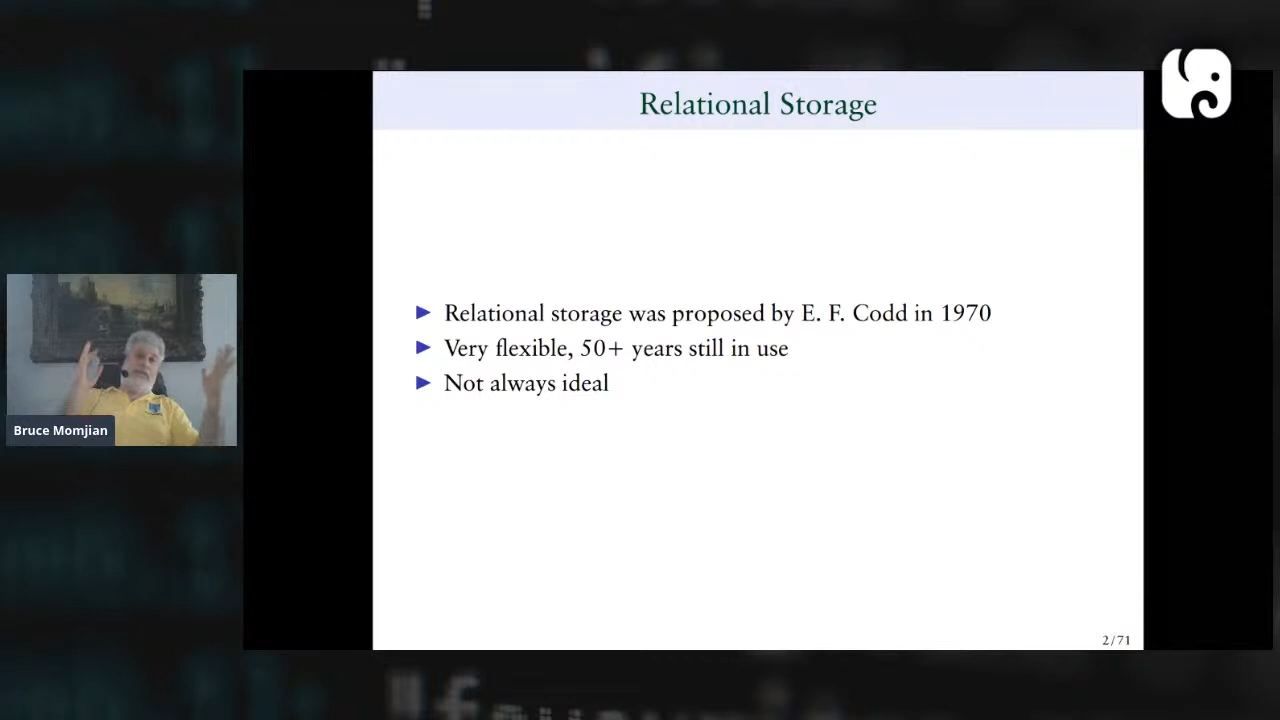 Relational Storage
Relational storage was proposed by E. F. Codd in 1970
Very flexible, 50+ years still in use
Not always ideal
Bruce Momjian
2/71